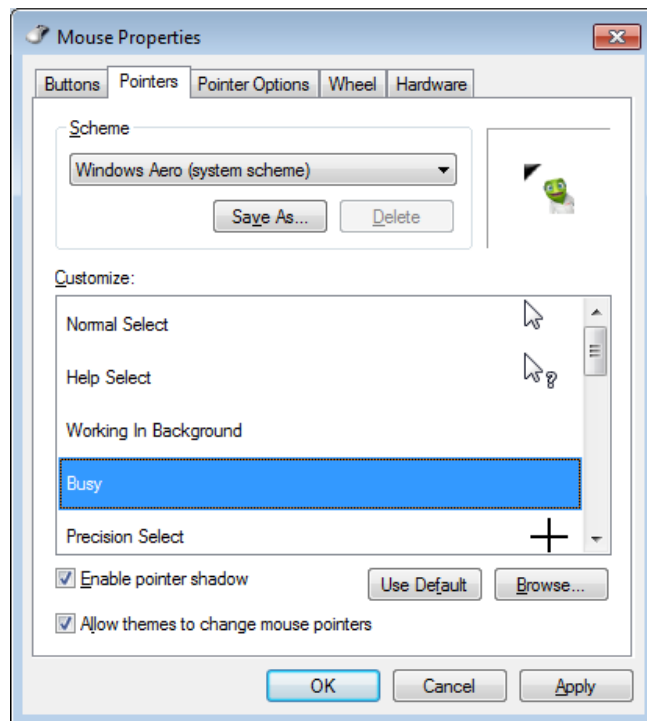 Mouse Properties
Buttons Pointers Pointer Options Wheel Hardware
Scheme
Windows Aero (system scheme)
Save As... Delete
Customize:
Normal Select
Help Select
Working In Background
Busy
Precision Select
Enable pointer shadow
Use Default Browse...
Allow themes to change mouse pointers
OK Cancel Apply